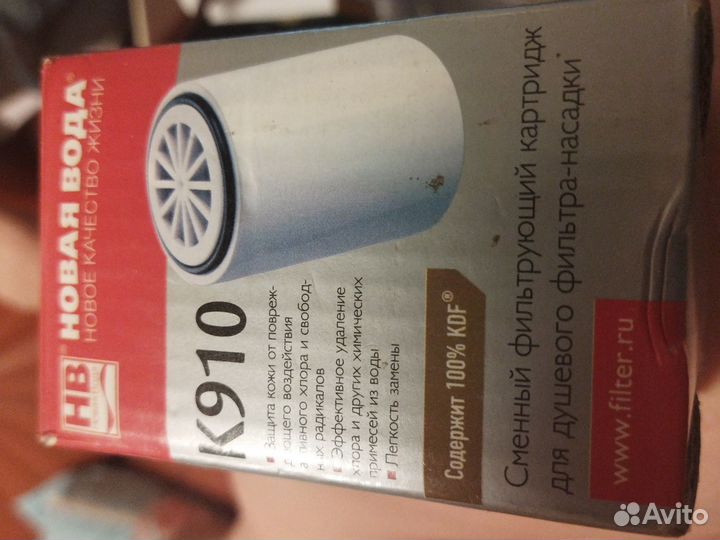 НВ
НОВАЯ ВОДА®
НОВОЕ КАЧЕСТВО ЖИЗНИ
K910
Защита кожи от повреж-
дающего воздействия
активного хлора и свобод-
ных радикалов
Эффективное удаление
хлора и других химических
примесей из воды
Легкость замены
Содержит 100% KDF®
Сменный фильтрующий картридж
для душевого фильтра-насадки*
www.filter.ru
Avito